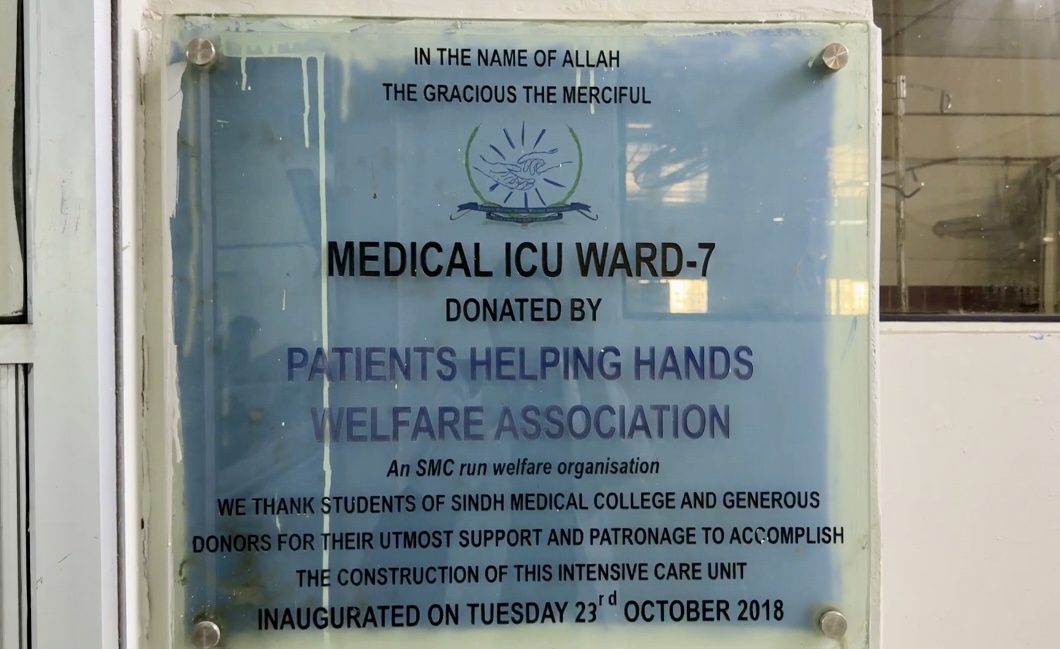 IN THE NAME OF ALLAH
THE GRACIOUS THE MERCIFUL
MEDICAL ICU WARD-7
DONATED BY
PATIENTS HELPING HANDS
WELFARE ASSOCIATION
An SMC run welfare organisation
WE THANK STUDENTS OF SINDH MEDICAL COLLEGE AND GENEROUS
DONORS FOR THEIR UTMOST SUPPORT AND PATRONAGE TO ACCOMPLISH
THE CONSTRUCTION OF THIS INTENSIVE CARE UNIT
INAUGURATED ON TUESDAY 23rd OCTOBER 2018